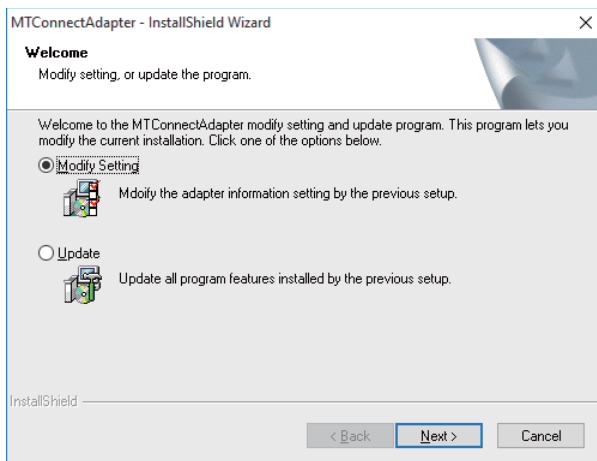 MTConnectAdapter - InstallShield Wizard
Welcome
Modify setting, or update the program.
Welcome to the MTConnectAdapter modify setting and update program. This program lets you
modify the current installation. Click one of the options below.
Modify Setting
Mdoify the adapter information setting by the previous setup.
Update
Update all program features installed by the previous setup.
InstallShield
< Back Next > Cancel